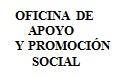 OFICINA DE
APOYO
Y PROMOCIÓN
SOCIAL